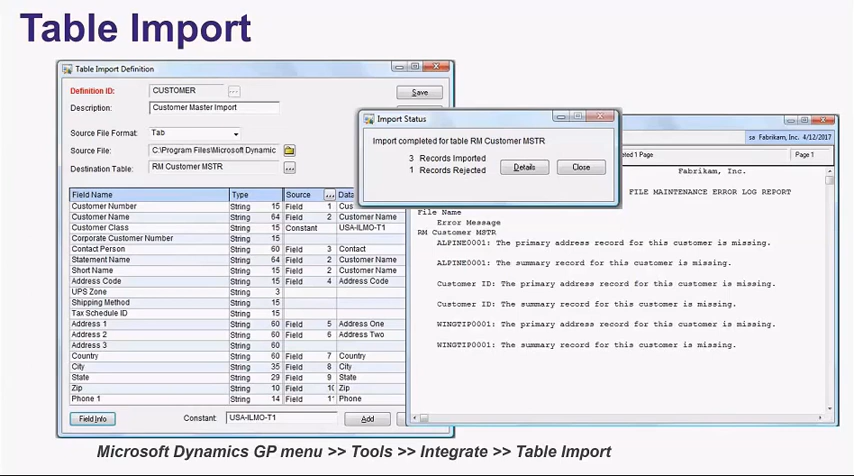 Table Import
Table Import Definition
Definition ID: CUSTOMER
Save
Description: Customer Master Import
Source File Format: Tab
Source File: C:\Program Files\Microsoft Dynamic
Destination Table: RM Customer MSTR
Field Name Type Source Data
Customer Number String 15 Field 1 Cus
Customer Name String 64 Field 2 Customer Name
Customer Class String 15 Constant USA-ILMO-T1
Corporate Customer Number String 15
Contact Person String 60 Field 3 Contact
Statement Name String 64 Field 2 Customer Name
Short Name String 15 Field 2 Customer Name
Address Code String 15 Field 4 Address Code
UPS Zone String 3
Shipping Method String 15
Tax Schedule ID String 15
Address 1 String 60 Field 5 Address One
Address 2 String 60 Field 6 Address Two
Address 3 String 60
Country String 60 Field 7 Country
City String 35 Field 8 City
State String 29 Field 9 State
Zip String 10 Field Zip
Phone 1 String 14 Field Phone
Field Info Constant: USA-ILMO-T1 Add
Import Status
Import completed for table RM Customer MSTR
3 Records Imported
1 Records Rejected
Details Close
sa Fabrikam, Inc. 4/12/2017
1 Page Page 1
Fabrikam, Inc.
FILE MAINTENANCE ERROR LOG REPORT
File Name
Error Message
RM Customer MSTR
ALPINE0001: The primary address record for this customer is missing.
ALPINE0001: The summary record for this customer is missing.
Customer ID: The primary address record for this customer is missing.
Customer ID: The summary record for this customer is missing.
WINGTIP0001: The primary address record for this customer is missing.
WINGTIP0001: The summary record for this customer is missing.
Microsoft Dynamics GP menu >> Tools >> Integrate >> Table Import